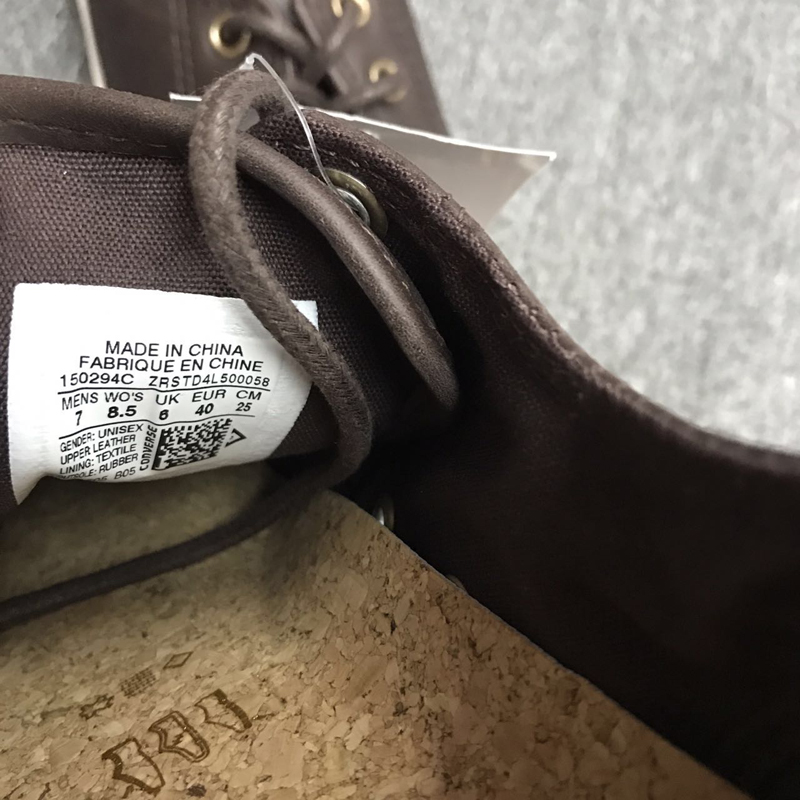 MADE IN CHINA
FABRIQUE EN CHINE
150294C ZRSTD4L500058
MENS WO'S UK EUR CM
7 8.5 6 40 25
GENDER: UNISEX
UPPER LEATHER
LINING: TEXTILE
RUBBER
B05
CONVERSE